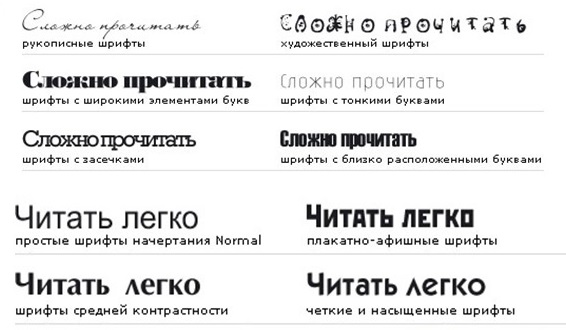 Сложно прочитать
рукописные шрифты
Сложно прочитать
художественный шрифты
Сложно прочитать
шрифты с широкими элементами букв
Сложно прочитать
шрифты с тонкими буквами
Сложно прочитать
шрифты с засечками
Сложно прочитать
шрифты с близко расположенными буквами
Читать легко
простые шрифты начертания Normal
Читать легко
плакатно-афишные шрифты
Читать легко
шрифты средней контрастности
Читать легко
четкие и насыщенные шрифты